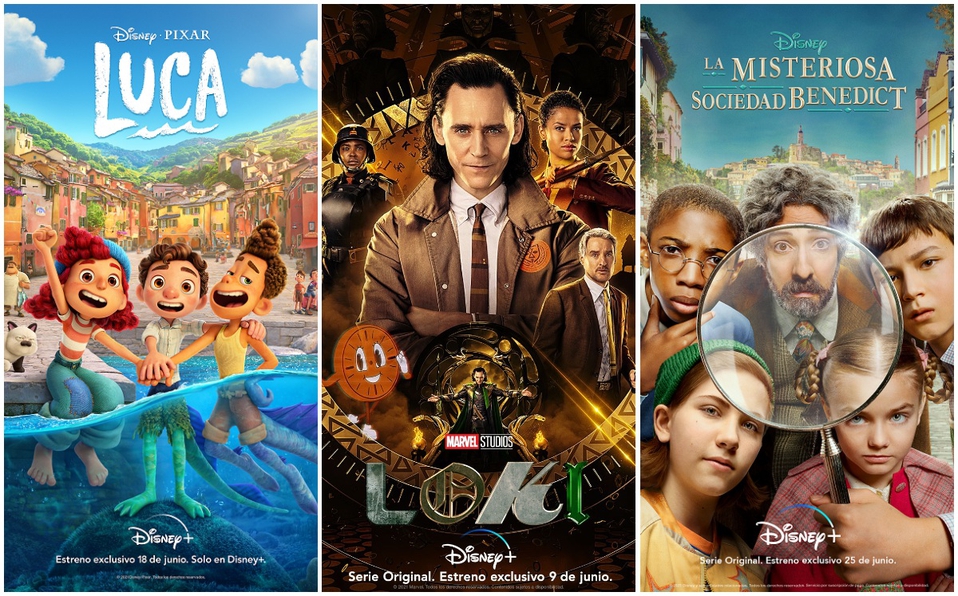 Disney · PIXAR
LUCA
Disney+
Estreno exclusivo 18 de junio. Solo en Disney+.
MARVEL STUDIOS
LOKI
Disney+
Serie Original. Estreno exclusivo 9 de junio.
Disney
LA MISTERIOSA
SOCIEDAD BENEDICT
Disney+
Serie Original. Estreno exclusivo 25 de junio.